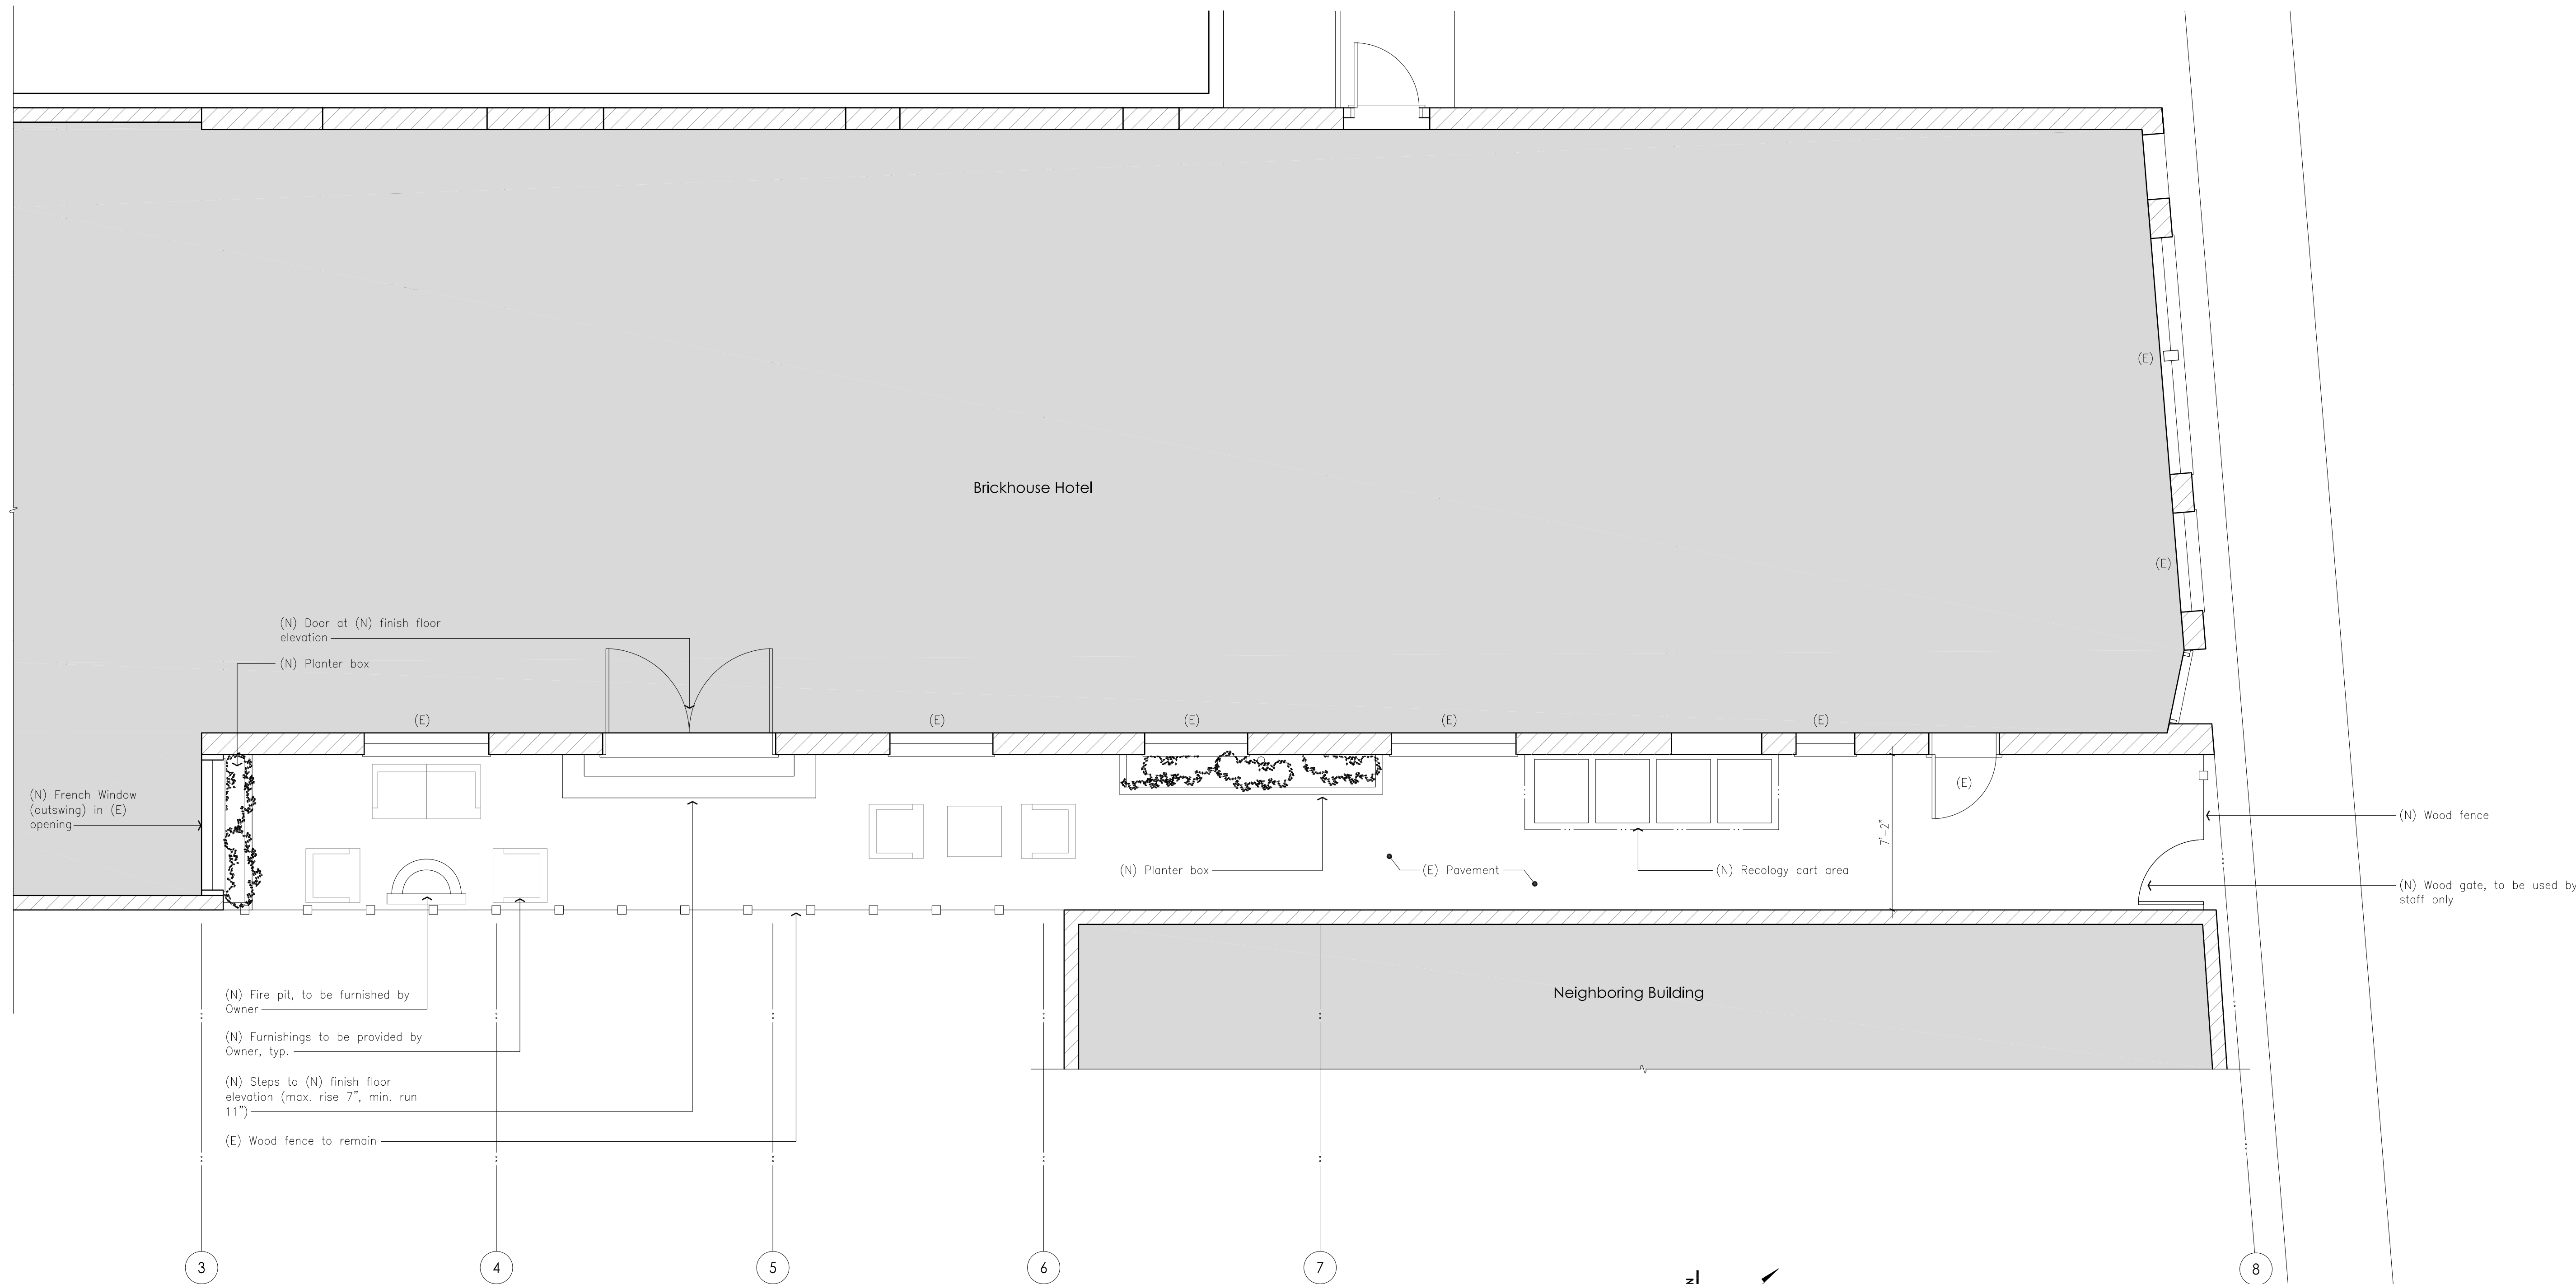 Brickhouse Hotel
(E)
(E)
(N) Door at (N) finish floor
elevation
(N) Planter box
(E)
(E)
(E)
(E)
(E)
(N) French Window
(outswing) in (E)
opening
(E)
7'-2"
(N) Wood fence
(N) Planter box
(E) Pavement
(N) Recology cart area
(N) Wood gate, to be used by
staff only
(N) Fire pit, to be furnished by
Owner
Neighboring Building
(N) Furnishings to be provided by
Owner, typ.
(N) Steps to (N) finish floor
elevation (max. rise 7", min. run
11")
(E) Wood fence to remain
3
4
5
6
7
8